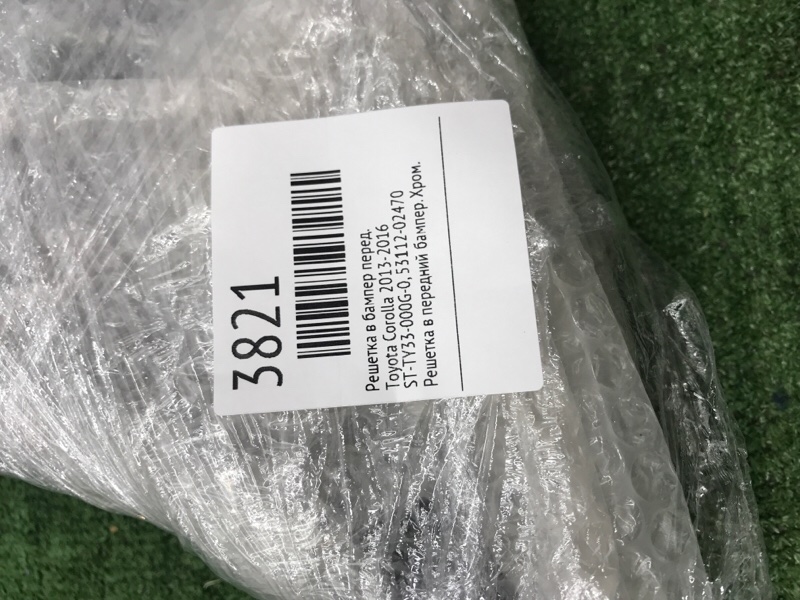 3821
Решетка в бампер перед.
Toyota Corolla 2013-2016
ST-TY33-000G-0, 53112-02470
Решетка в передний бампер. Хром.